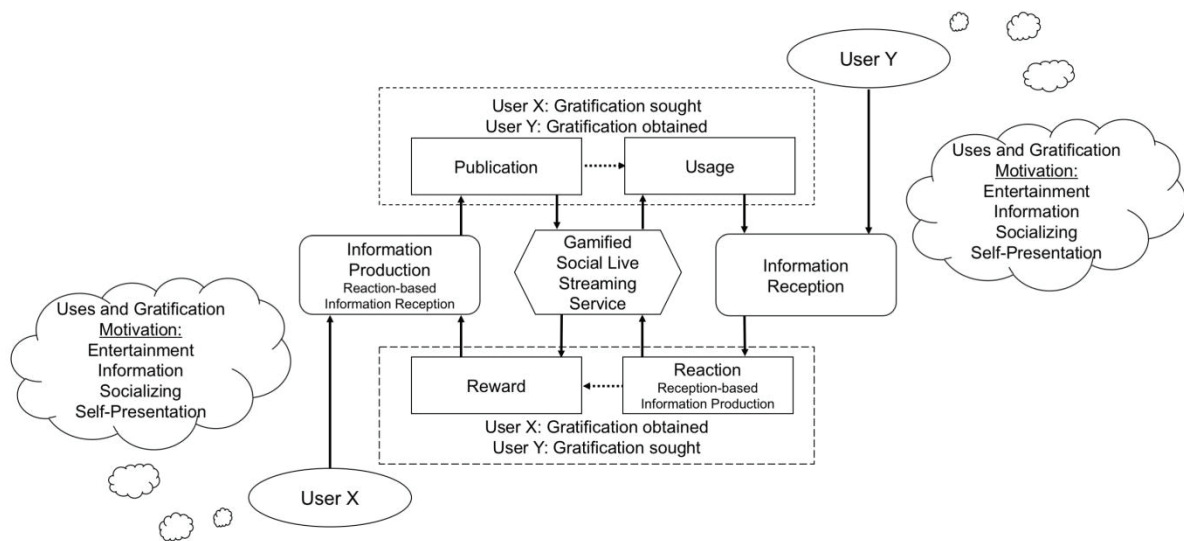 User Y
User X: Gratification sought
User Y: Gratification obtained
Publication
Usage
Uses and Gratification
Motivation:
Entertainment
Information
Socializing
Self-Presentation
Information
Production
Reaction-based
Information Reception
Gamified
Social Live
Streaming
Service
Information
Reception
Uses and Gratification
Motivation:
Entertainment
Information
Socializing
Self-Presentation
Reward
Reaction
Reception-based
Information Production
User X: Gratification obtained
User Y: Gratification sought
User X